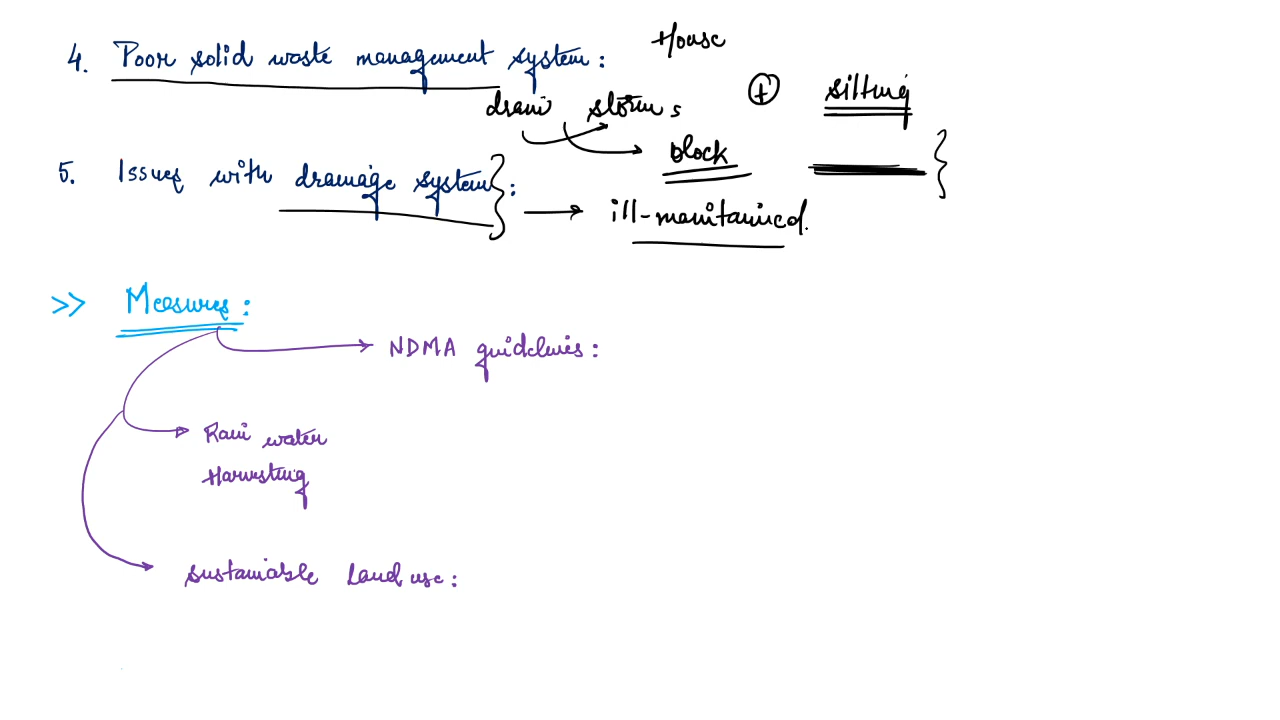 4. Poor solid waste management system: House
drain storms ⊕ silting
block
5. Issues with drainage system: → ill-maintained.
>> Measures:
NDMA guidelines:
Rain water
Harvesting
Sustainable Land use: